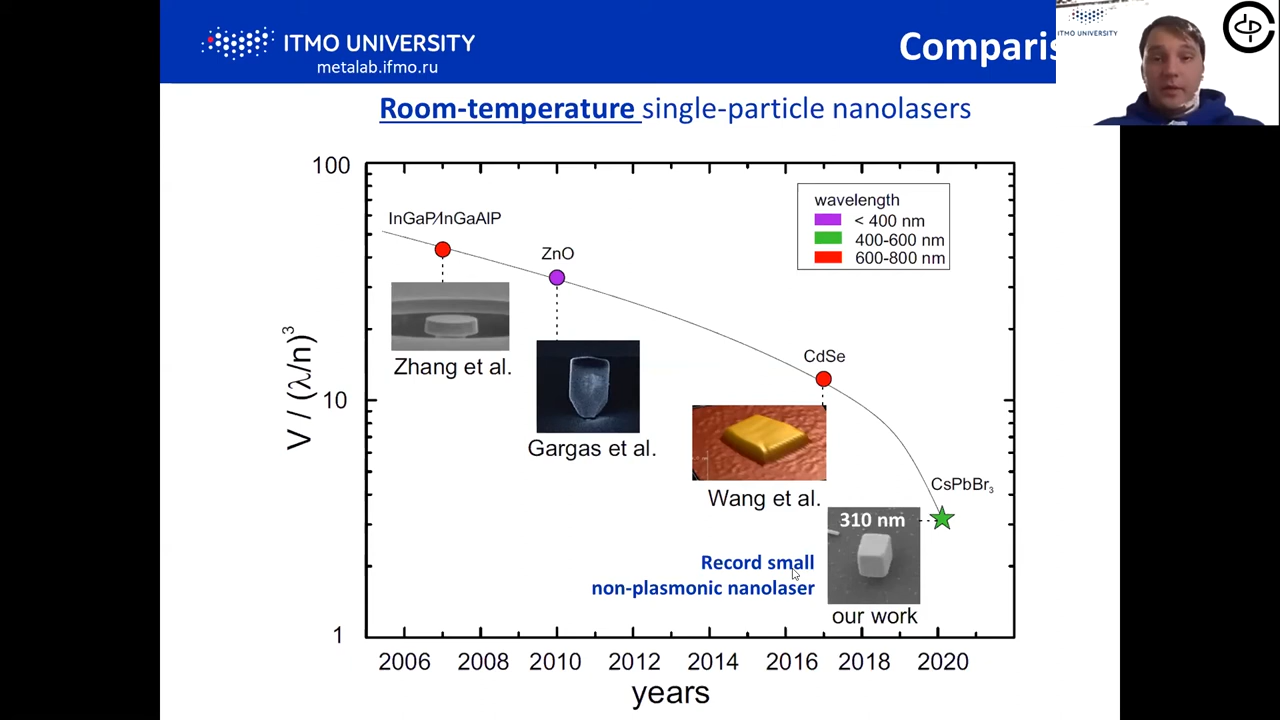 ITMO UNIVERSITY
metalab.ifmo.ru
Comparis
ITMO UNIVERSITY
Room-temperature single-particle nanolasers
100
10
1
V / (λ/n)³
InGaP/InGaAlP
ZnO
CdSe
CsPbBr₃
wavelength
< 400 nm
400-600 nm
600-800 nm
Zhang et al.
Gargas et al.
Wang et al.
310 nm
Record small
non-plasmonic nanolaser
our work
2006 2008 2010 2012 2014 2016 2018 2020
years